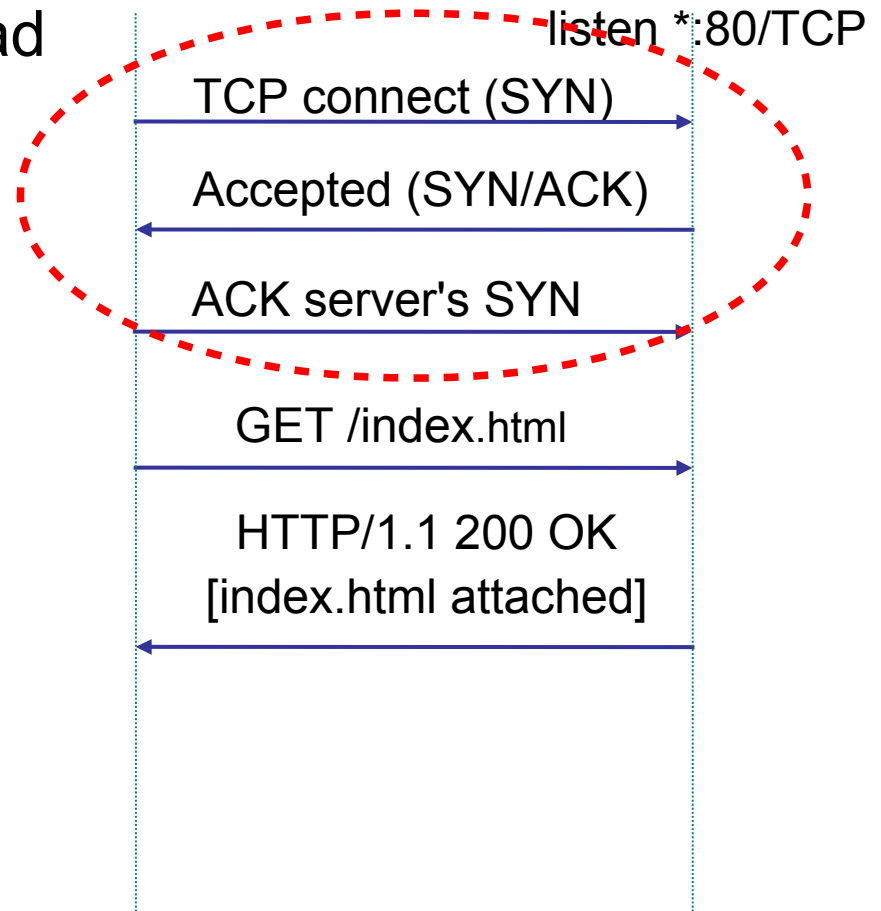 listen *:80/TCP
TCP connect (SYN)
Accepted (SYN/ACK)
ACK server's SYN
GET /index.html
HTTP/1.1 200 OK
[index.html attached]